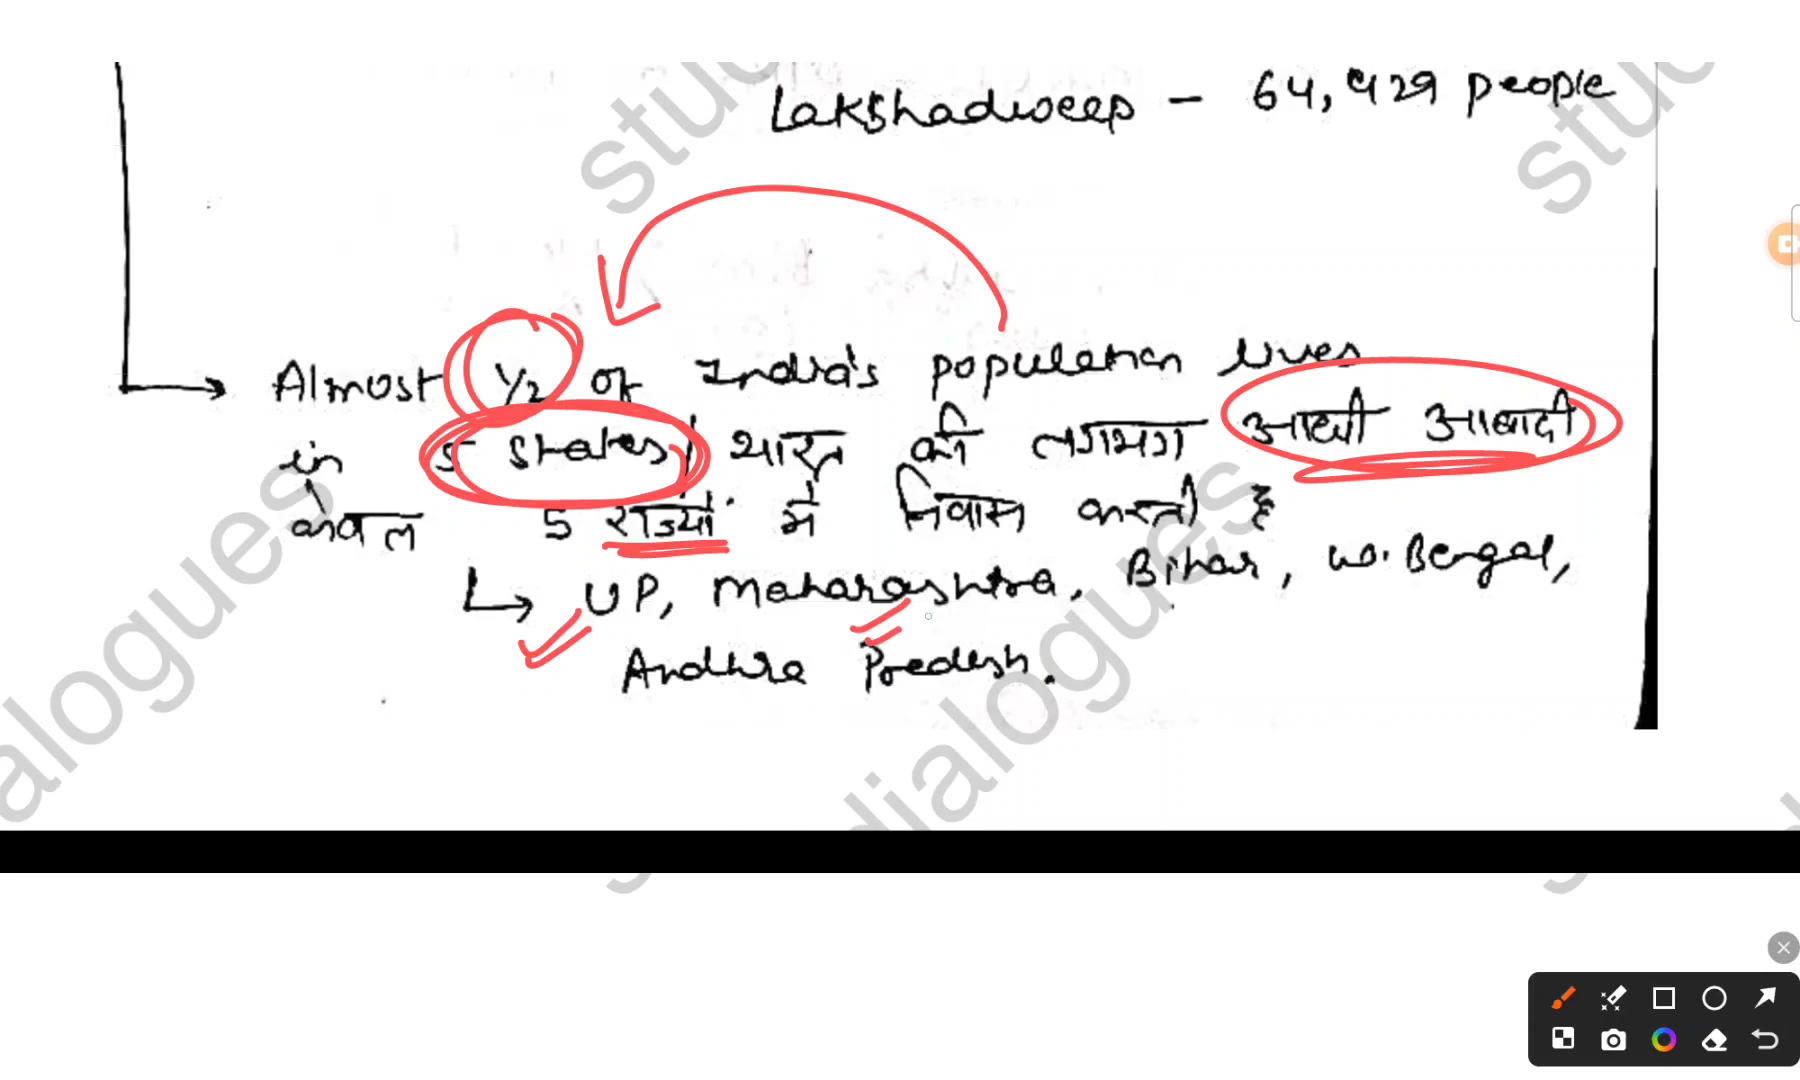 Lakshadweep - 64,429 people
Almost 1/2 of India's population lives
in 5 states / भारत की लगभग आधी आबादी
केवल 5 राज्यों में निवास करती है
↳ UP, Maharashtra, Bihar, W. Bengal,
Andhra Pradesh.